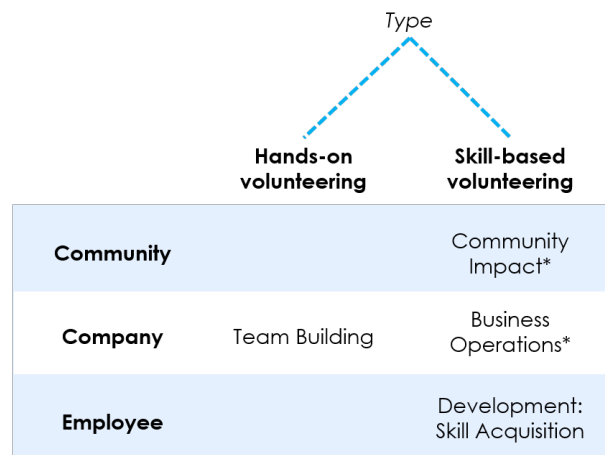 Type
Hands-on
volunteering
Skill-based
volunteering
Community
Community
Impact*
Company
Team Building
Business
Operations*
Employee
Development:
Skill Acquisition